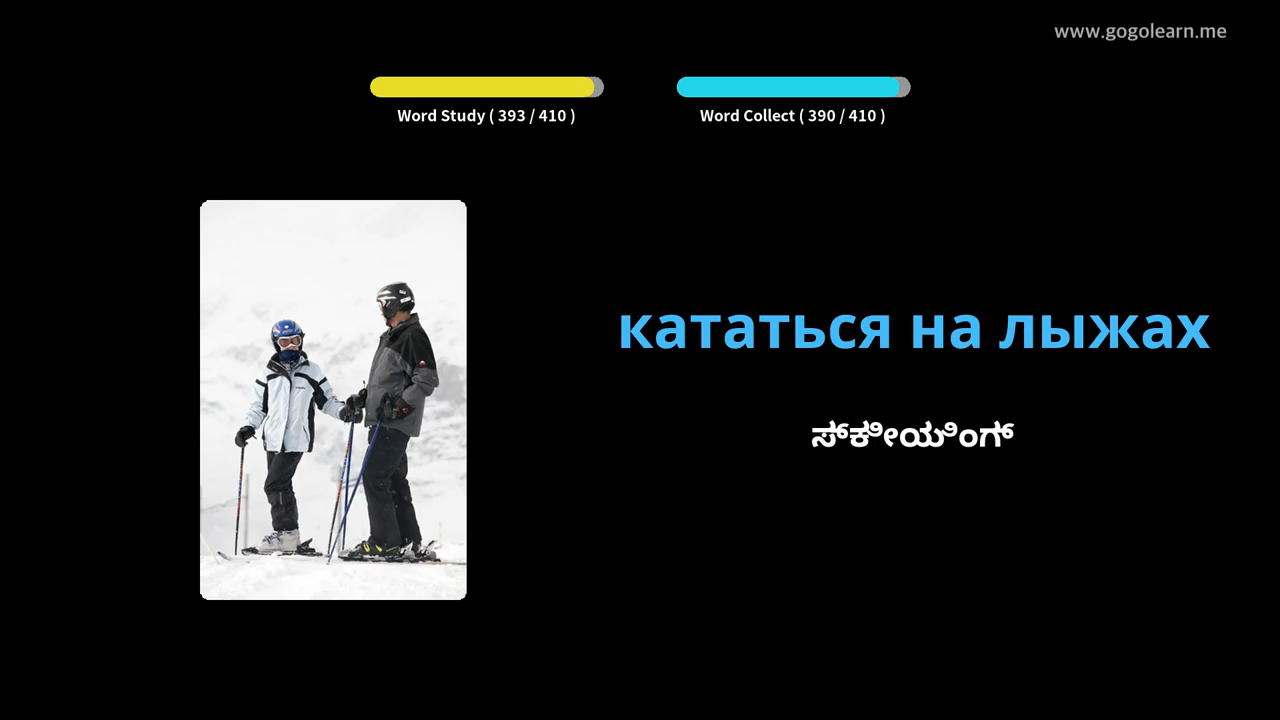 www.gogolearn.me
Word Study ( 393 / 410 )
Word Collect ( 390 / 410 )
кататься на лыжах
ಸ್ಕೀಯಿಂಗ್